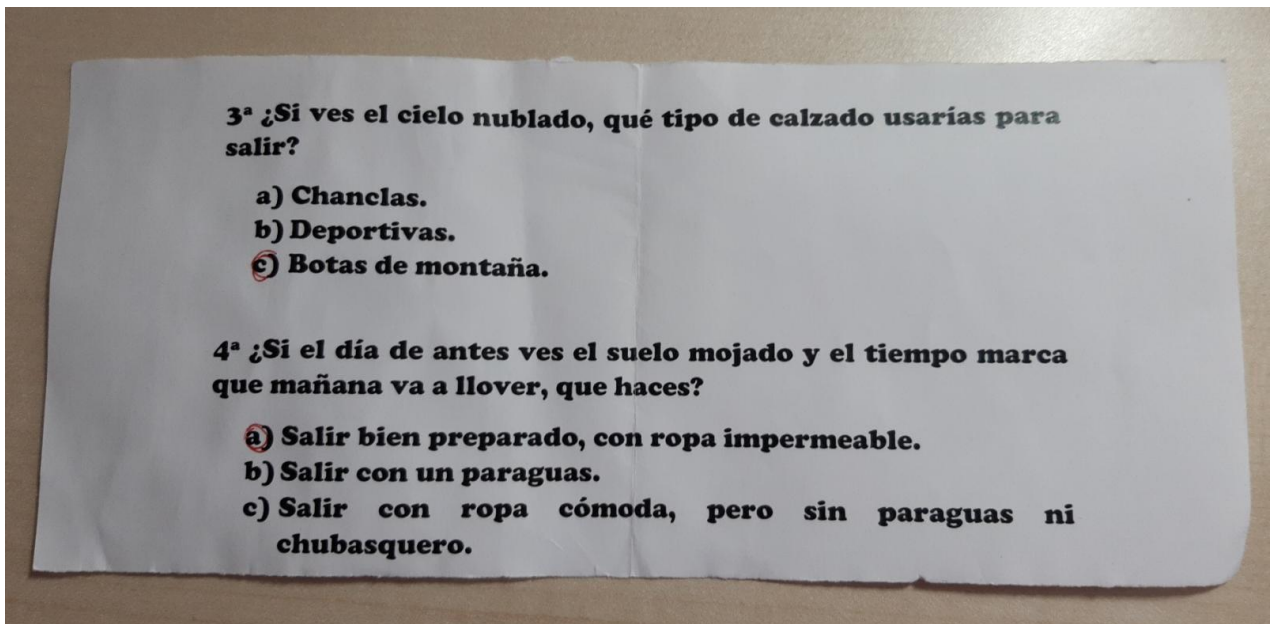 3ª ¿Si ves el cielo nublado, qué tipo de calzado usarías para
salir?
a) Chanclas.
b) Deportivas.
c) Botas de montaña.
4ª ¿Si el día de antes ves el suelo mojado y el tiempo marca
que mañana va a llover, que haces?
a) Salir bien preparado, con ropa impermeable.
b) Salir con un paraguas.
c) Salir con ropa cómoda, pero sin paraguas ni
chubasquero.